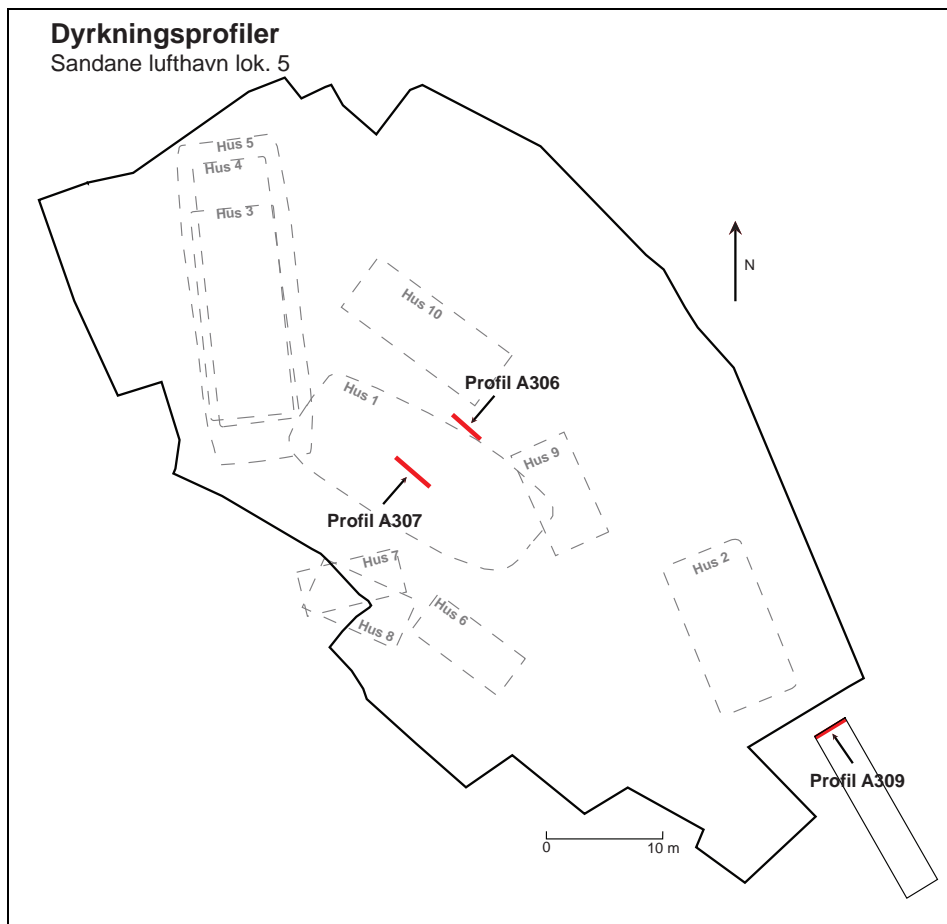 Dyrkningsprofiler
Sandane lufthavn lok. 5
Hus 5
Hus 4
Hus 3
N
Hus 10
Profil A306
Hus 1
Hus 9
Profil A307
Hus 7
Hus 2
Hus 6
Hus 8
Profil A309
0 10 m